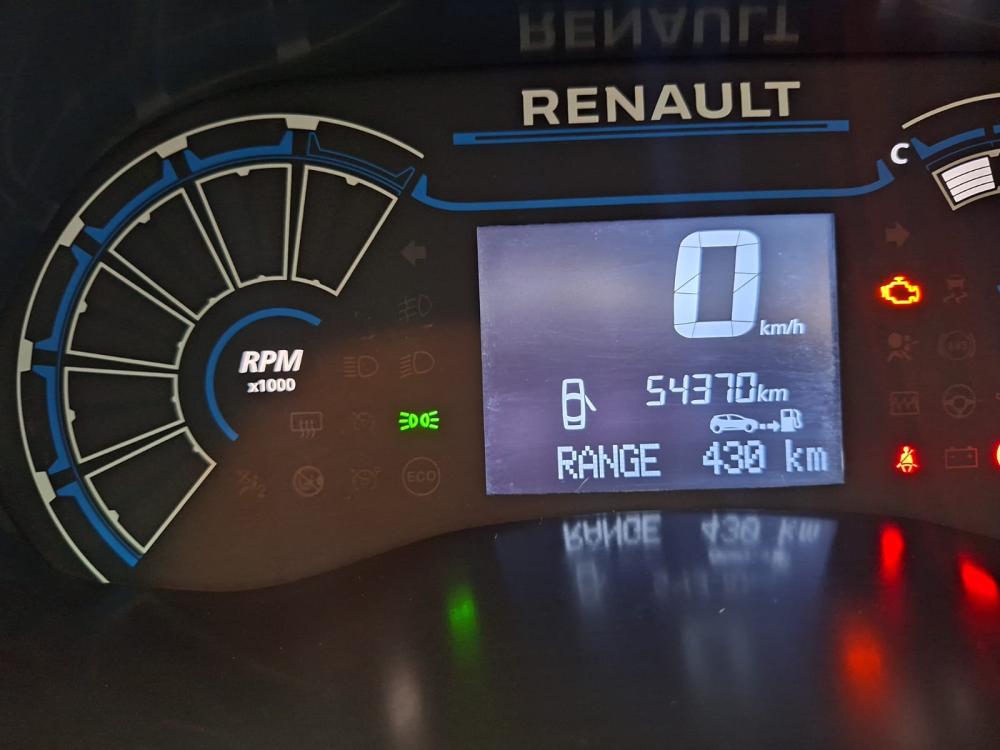 RENAULT
C
0
km/h
RPM
x1000
54370km
RANGE 430 km
ECO